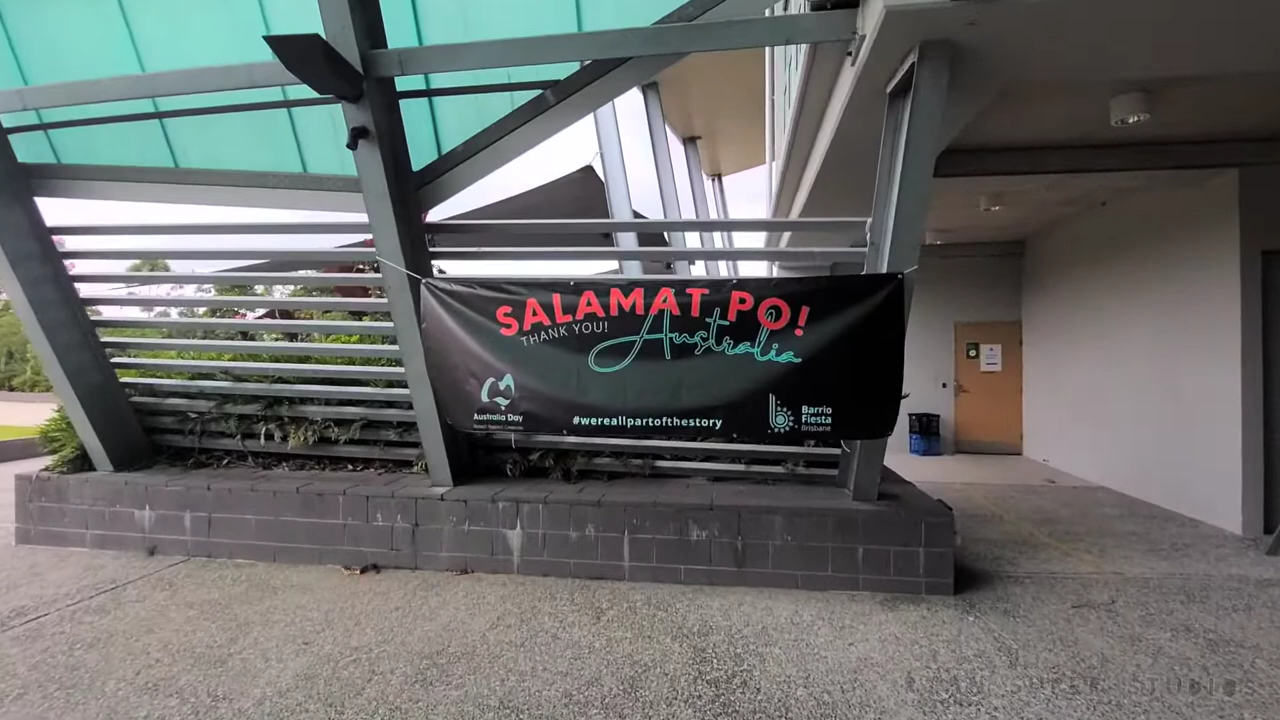 SALAMAT PO!
THANK YOU!
Australia
Australia Day
#wereallpartofthestory
Barrio
Fiesta
Brisbane